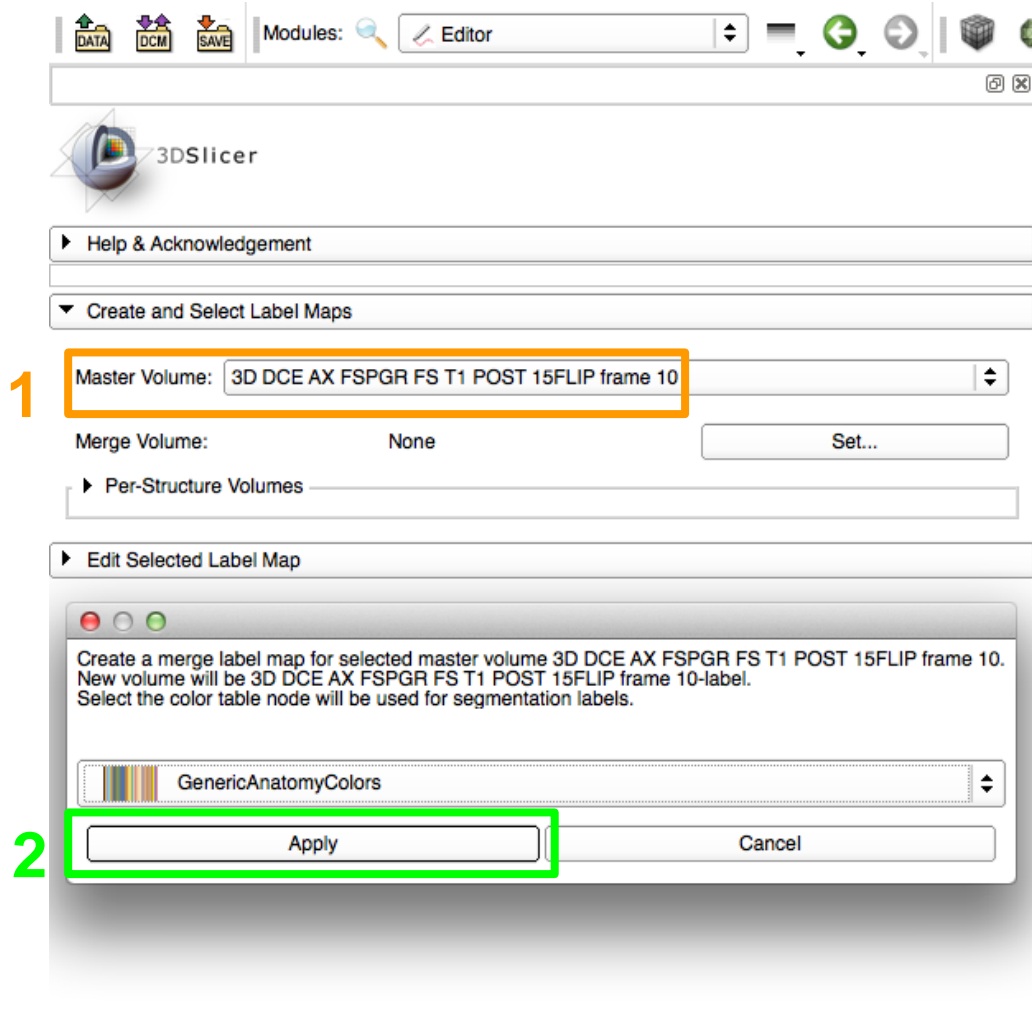 DATA DCM SAVE Modules: Editor
3DSlicer
Help & Acknowledgement
Create and Select Label Maps
1
Master Volume: 3D DCE AX FSPGR FS T1 POST 15FLIP frame 10
Merge Volume: None Set...
Per-Structure Volumes
Edit Selected Label Map
Create a merge label map for selected master volume 3D DCE AX FSPGR FS T1 POST 15FLIP frame 10.
New volume will be 3D DCE AX FSPGR FS T1 POST 15FLIP frame 10-label.
Select the color table node will be used for segmentation labels.
GenericAnatomyColors
2
Apply Cancel